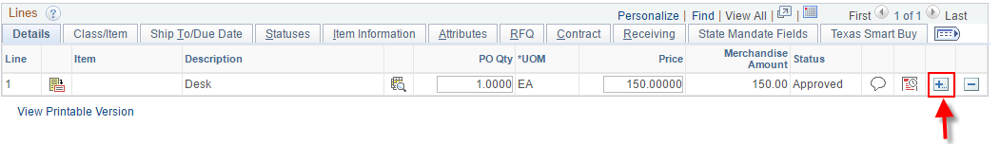 Lines
Personalize | Find | View All | First 1 of 1 Last
Details Class/Item Ship To/Due Date Statuses Item Information Attributes RFQ Contract Receiving State Mandate Fields Texas Smart Buy
Line Item Description PO Qty *UOM Price Merchandise Amount Status
1 Desk 1.0000 EA 150.00000 150.00 Approved
View Printable Version